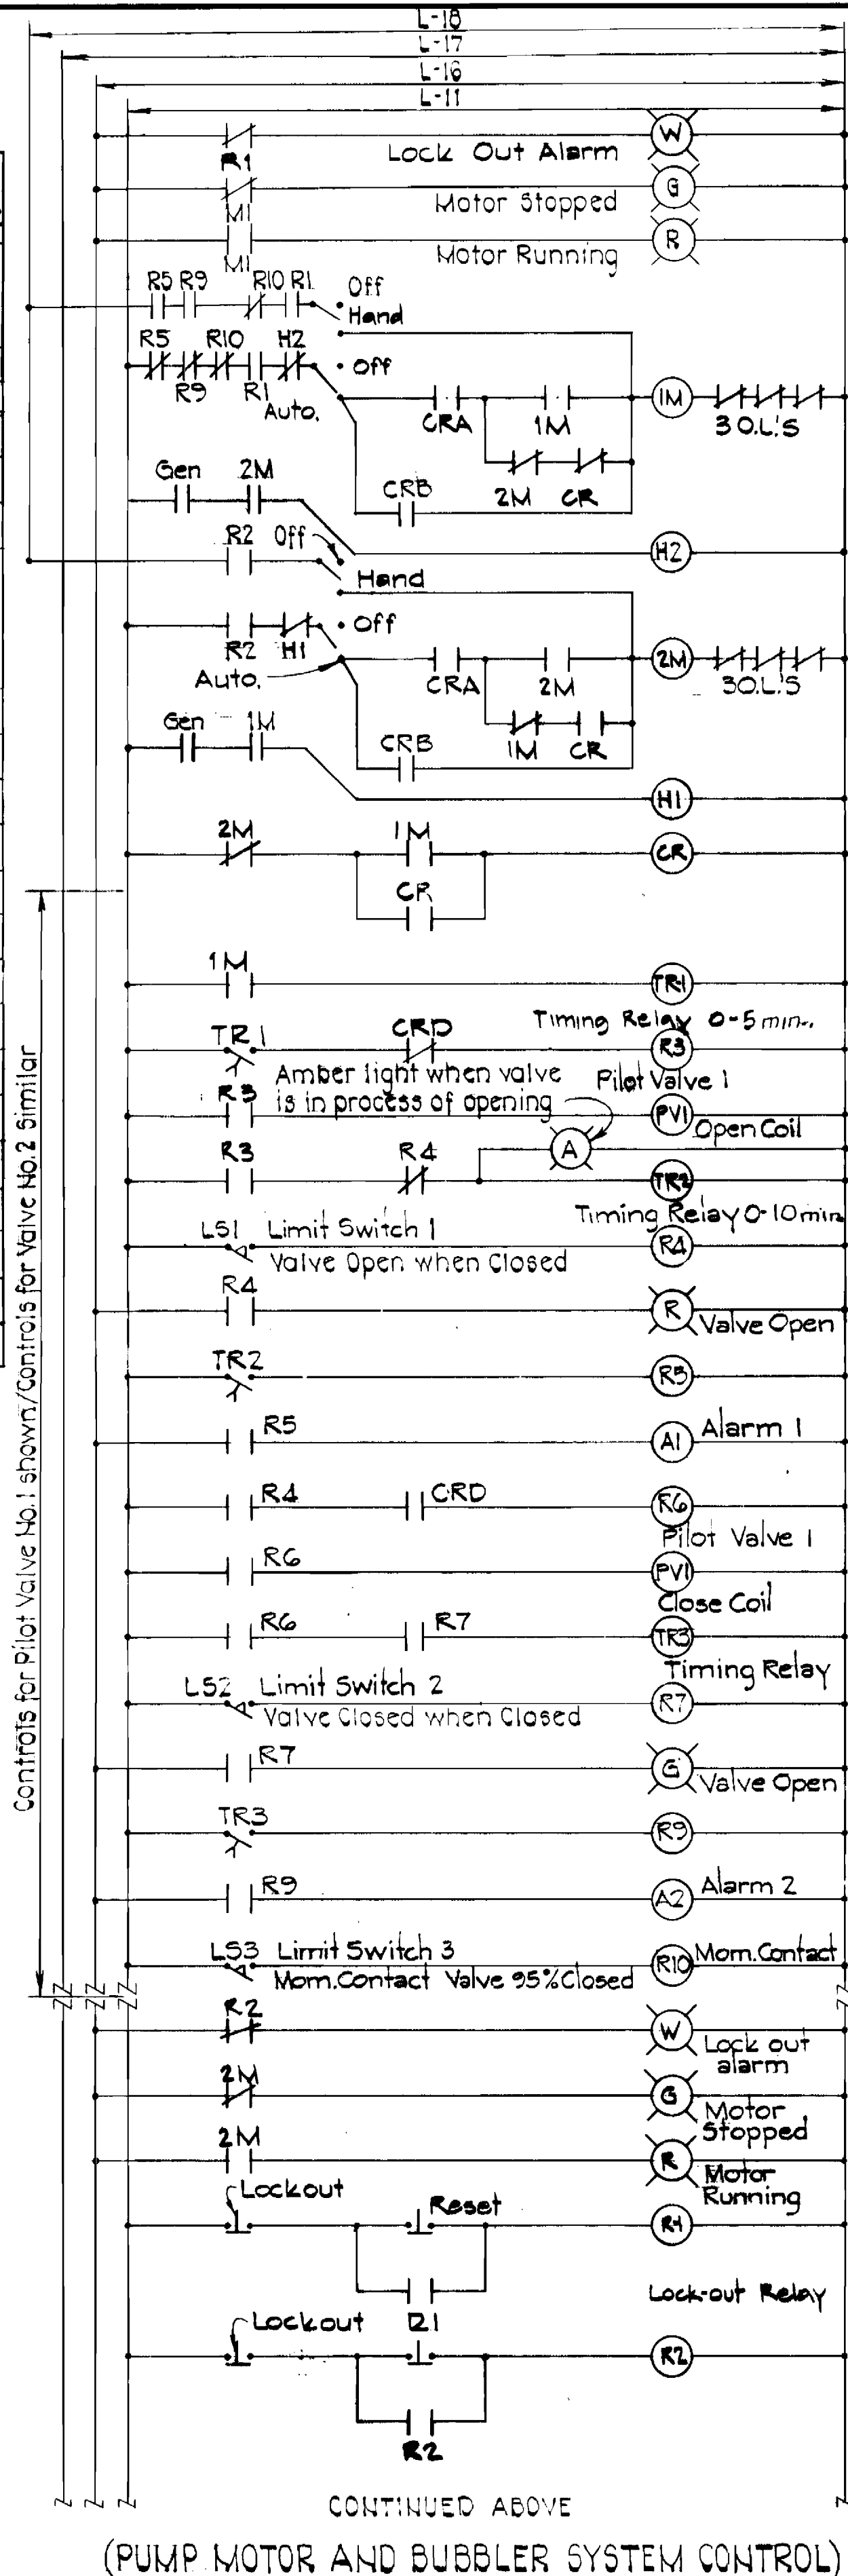 L-18
L-17
L-16
L-11
R1
Lock Out Alarm
W
M1
Motor Stopped
G
M1
Motor Running
R
R5 R9 R10 R1
Off
Hand
R5 R10 H2
Off
R9 R1
Auto.
CRA 1M
1M
3 O.L.'S
2M CR
CRB
Gen 2M
H2
R2 Off
Hand
Off
R2 H1
Auto.
CRA 2M
2M
3 O.L.'S
1M CR
CRB
Gen 1M
H1
2M 1M
CR
CR
Controls for Pilot Valve No.1 shown/Controls for Valve No.2 Similar
1M
TR1
Timing Relay 0-5 min.
TR1 CRD
R3
Amber light when valve
is in process of opening
Pilot Valve 1
R3
PV1
Open Coil
A
R3 R4
TR2
Timing Relay 0-10 min
LS1 Limit Switch 1
Valve Open when Closed
R4
R4
R
Valve Open
TR2
R5
R5
A1 Alarm 1
R4 CRD
R6
Pilot Valve 1
R6
PV1
Close Coil
R6 R7
TR3
Timing Relay
LS2 Limit Switch 2
Valve Closed when Closed
R7
R7
G
Valve Open
TR3
R9
R9
A2 Alarm 2
LS3 Limit Switch 3
Mom.Contact Valve 95% Closed
R10 Mom.Contact
R2
W
Lock out
alarm
2M
G
Motor
Stopped
2M
R
Motor
Running
Lockout
Reset
R1
Lock-out Relay
Lockout R1
R2
R2
CONTINUED ABOVE
(PUMP MOTOR AND BUBBLER SYSTEM CONTROL)